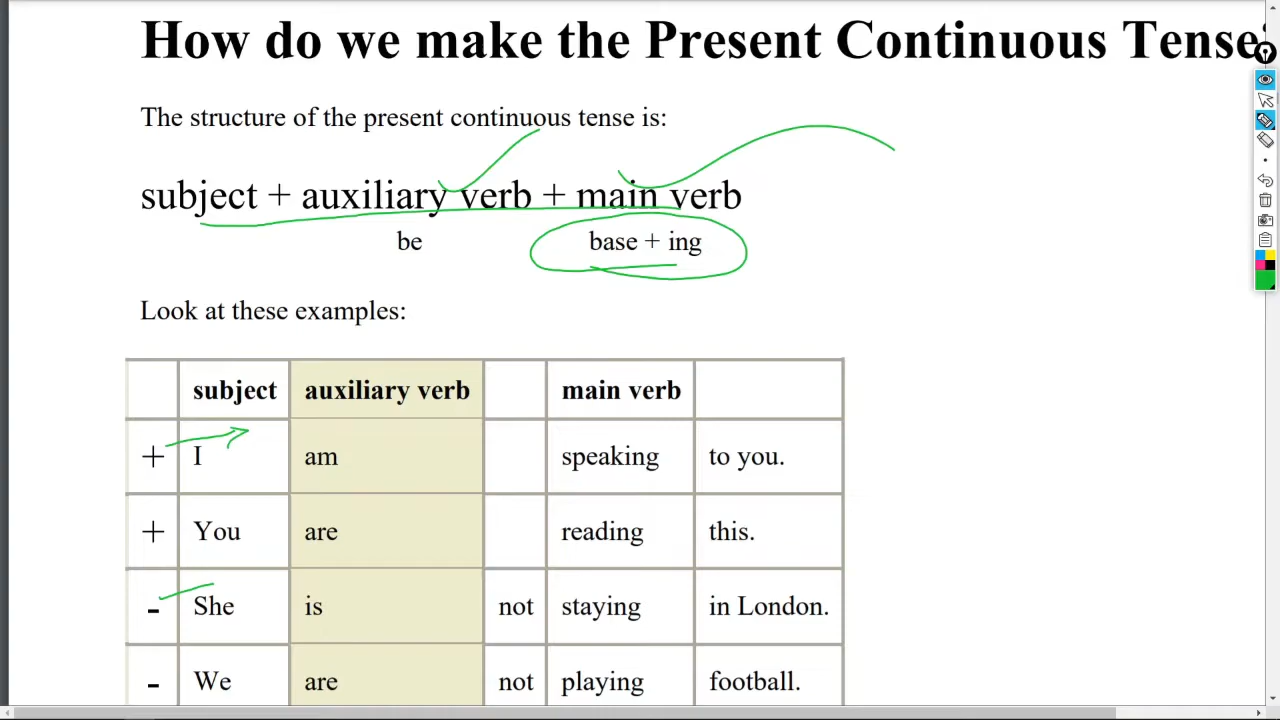 How do we make the Present Continuous Tense
The structure of the present continuous tense is:
subject + auxiliary verb + main verb
be base + ing
Look at these examples:
subject auxiliary verb main verb
+ I am speaking to you.
+ You are reading this.
- She is not staying in London.
- We are not playing football.